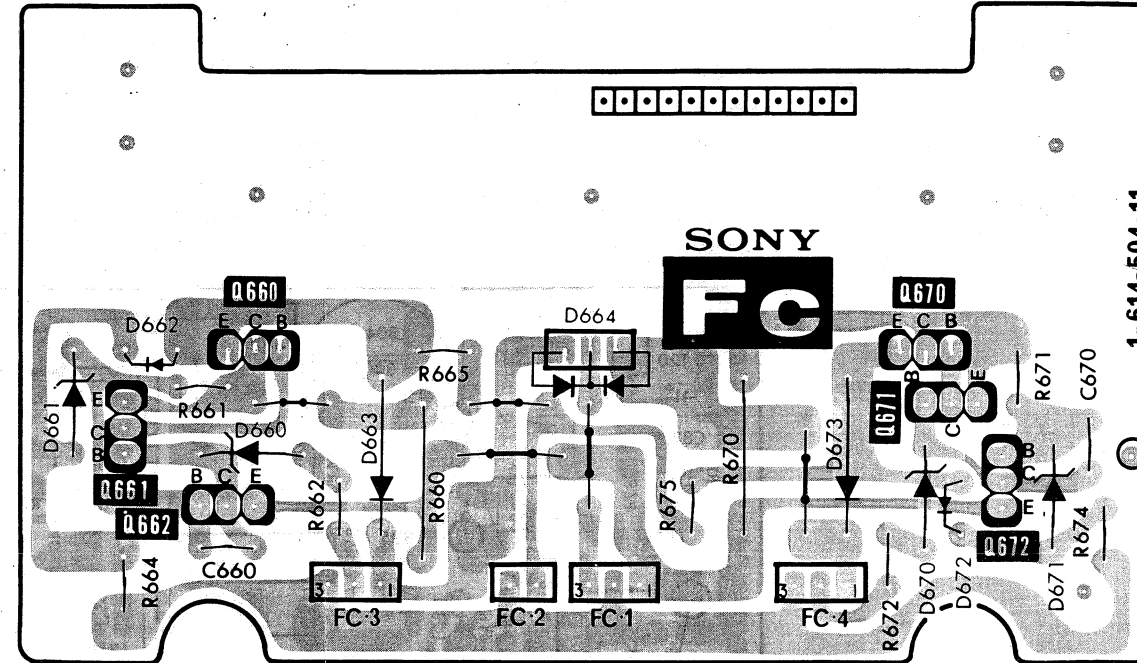 SONY
FC
1-614-504-11
Q660
E C B
D662
D664
Q670
E C B
R665
R671
C670
D661
E
C
B
R661
D660
D663
R660
R670
D673
Q671
B
C
E
B
C
E
Q661
Q662
B C E
R662
R675
R674
Q672
R664
C660
3 1
FC·3
FC·2
3 1
FC·1
3 1
FC·4
R672
D670
D672
D671